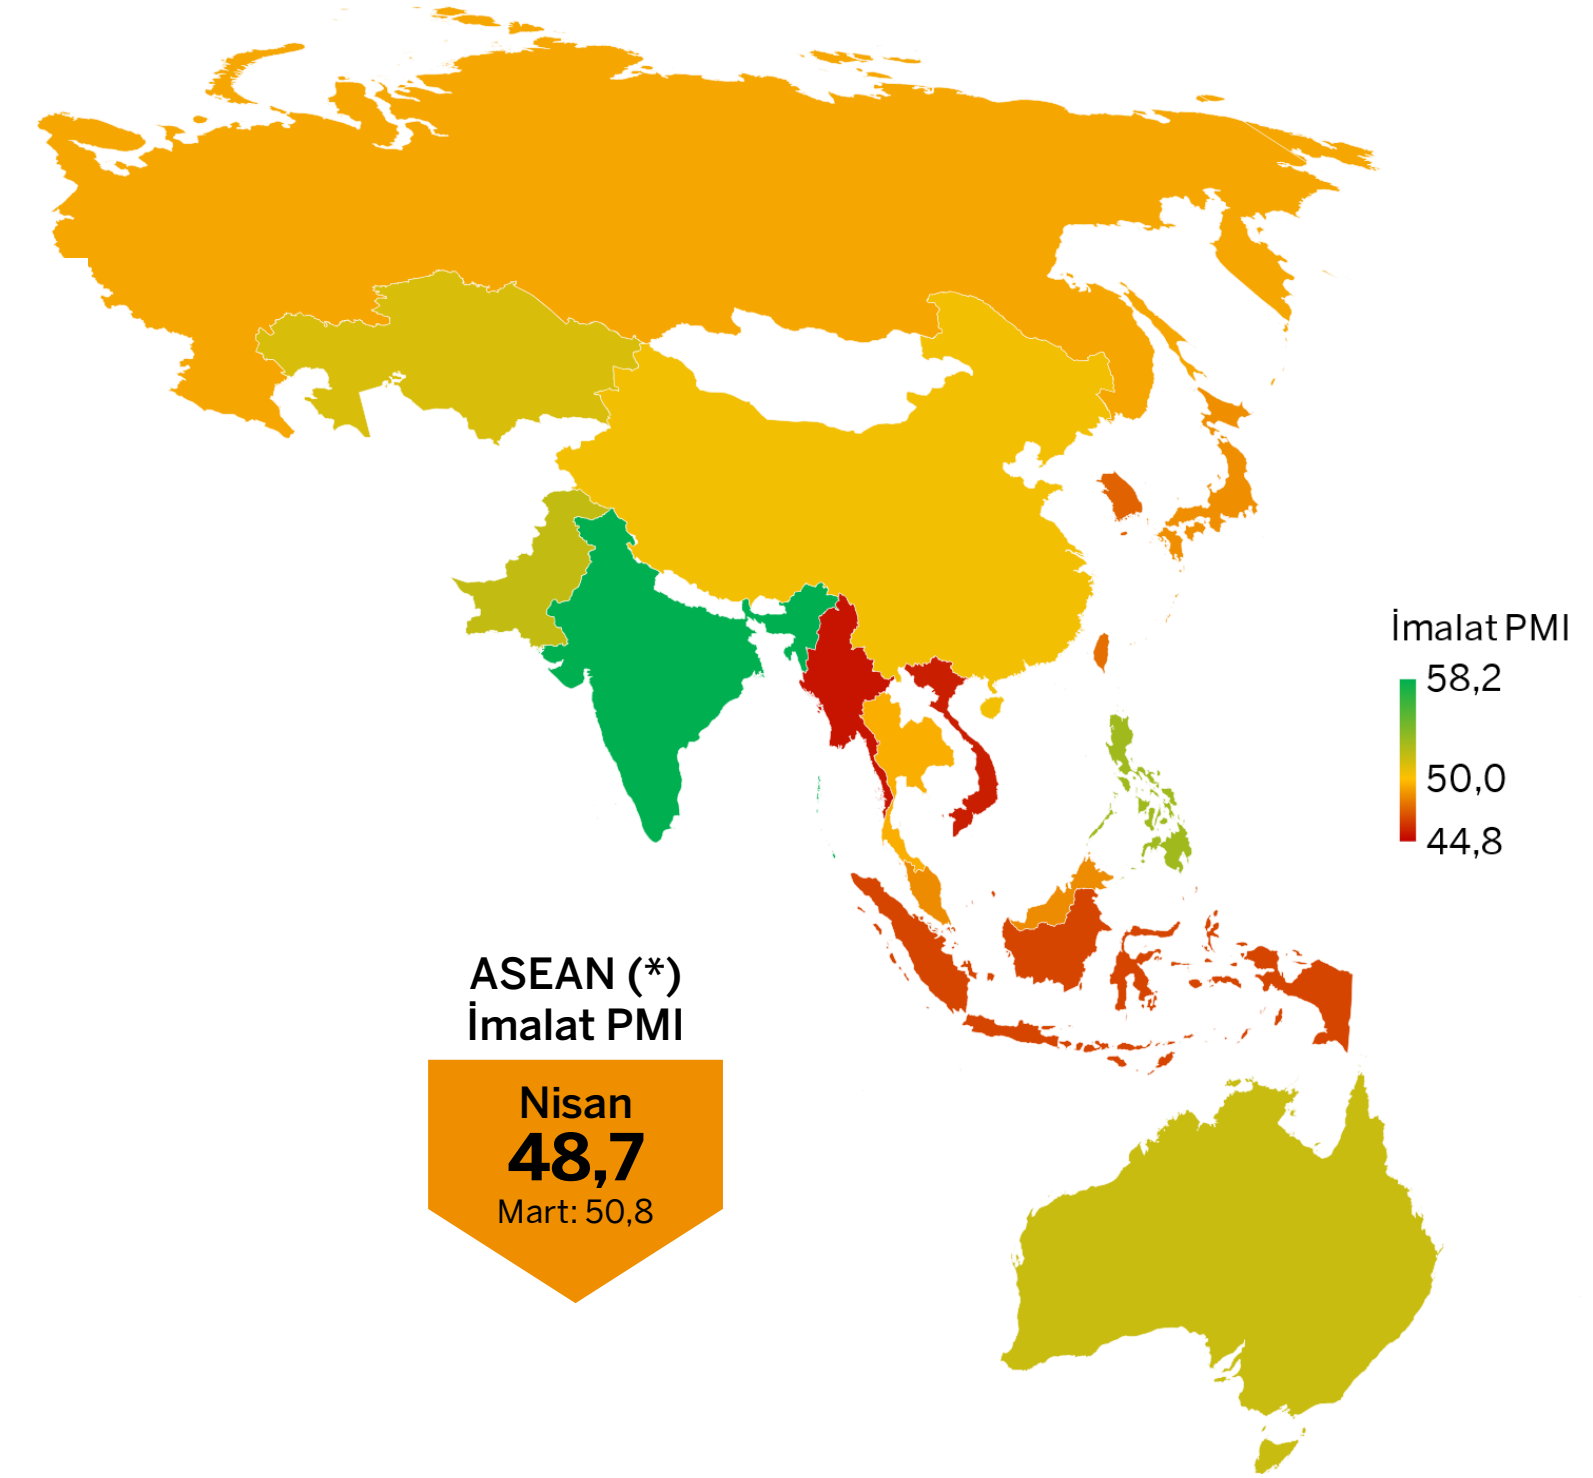 İmalat PMI
58,2
50,0
44,8
ASEAN (*)
İmalat PMI
Nisan
48,7
Mart: 50,8